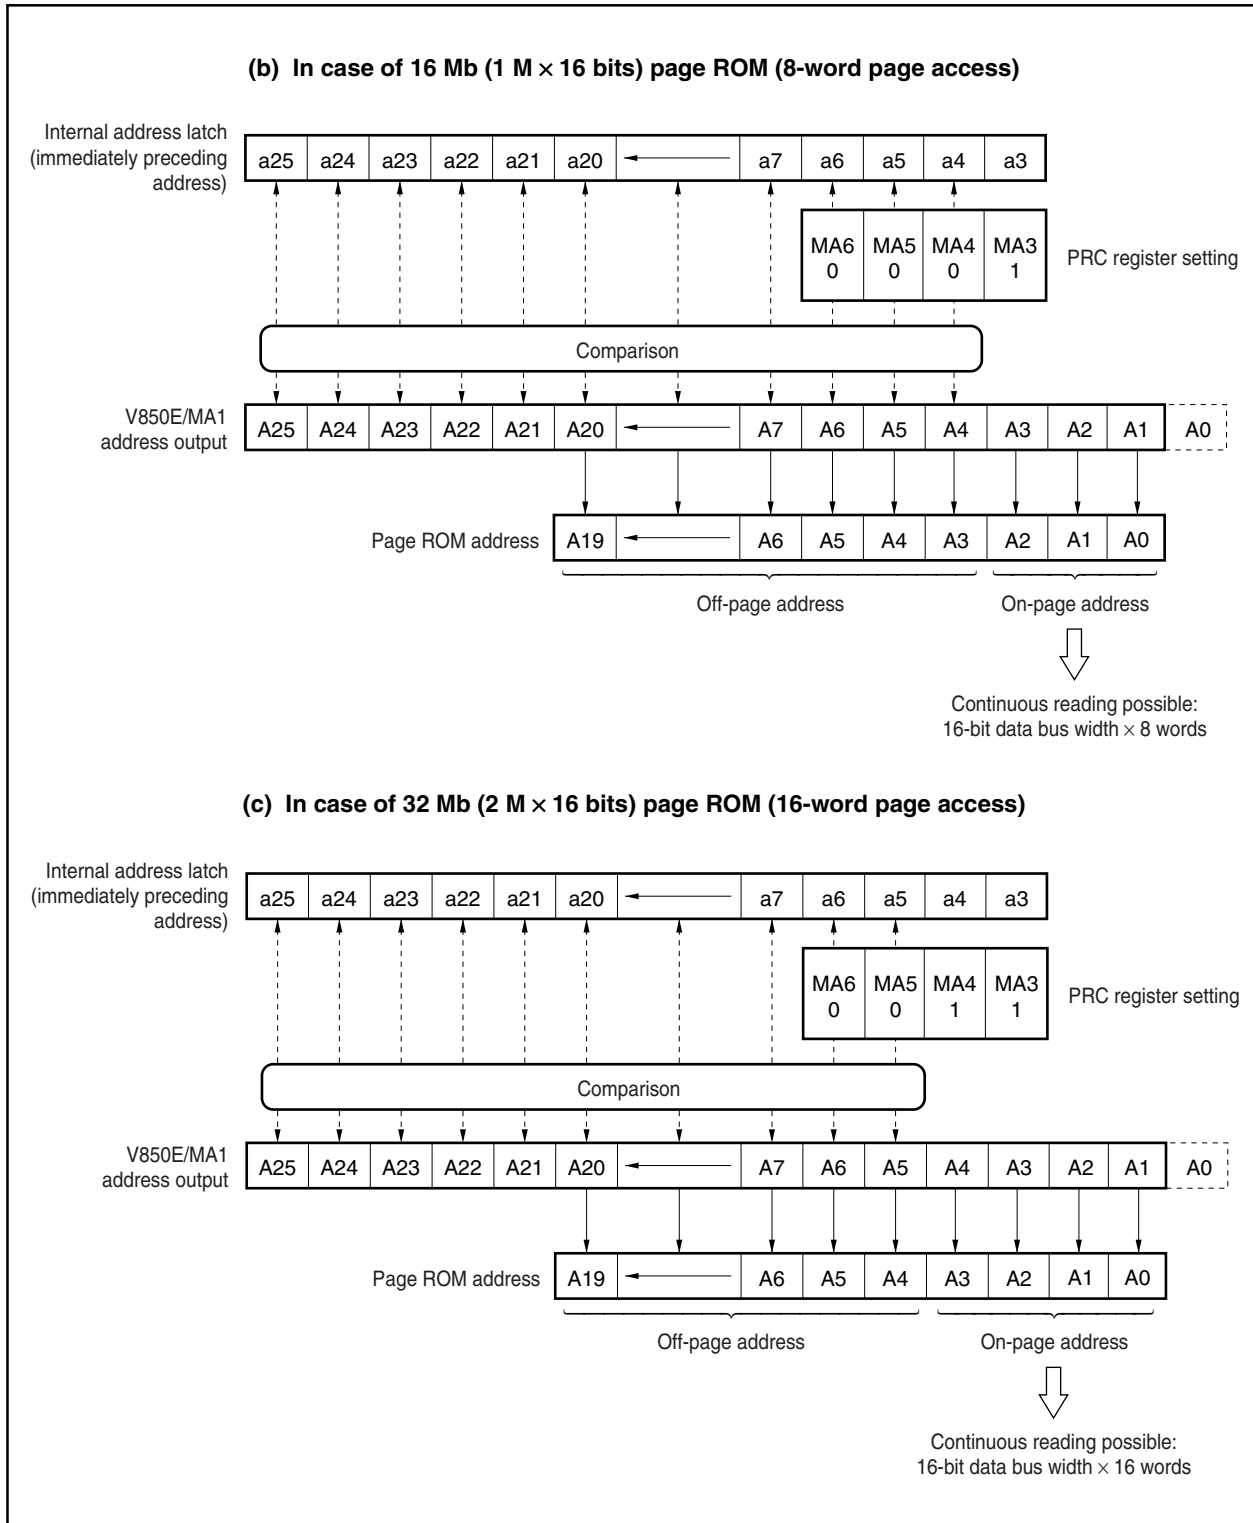 (b) In case of 16 Mb (1 M × 16 bits) page ROM (8-word page access)
Internal address latch
(immediately preceding
address)
a25 a24 a23 a22 a21 a20 a7 a6 a5 a4 a3
MA6 MA5 MA4 MA3
0 0 0 1
PRC register setting
Comparison
V850E/MA1
address output
A25 A24 A23 A22 A21 A20 A7 A6 A5 A4 A3 A2 A1 A0
Page ROM address
A19 A6 A5 A4 A3 A2 A1 A0
Off-page address On-page address
Continuous reading possible:
16-bit data bus width × 8 words
(c) In case of 32 Mb (2 M × 16 bits) page ROM (16-word page access)
Internal address latch
(immediately preceding
address)
a25 a24 a23 a22 a21 a20 a7 a6 a5 a4 a3
MA6 MA5 MA4 MA3
0 0 1 1
PRC register setting
Comparison
V850E/MA1
address output
A25 A24 A23 A22 A21 A20 A7 A6 A5 A4 A3 A2 A1 A0
Page ROM address
A19 A6 A5 A4 A3 A2 A1 A0
Off-page address On-page address
Continuous reading possible:
16-bit data bus width × 16 words